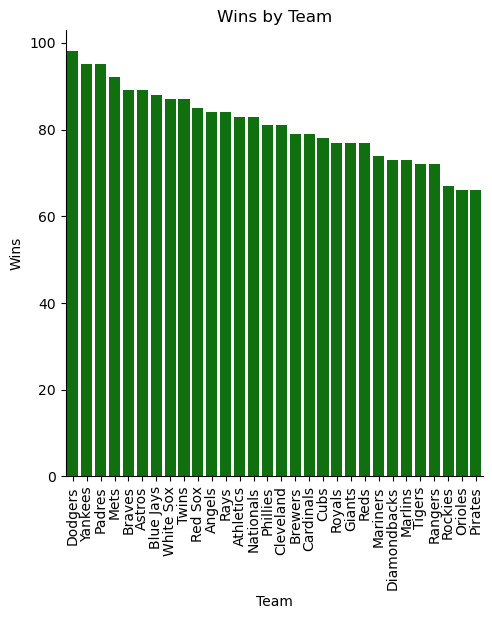 Wins by Team
Wins
100
80
60
40
20
0
Dodgers
Yankees
Padres
Mets
Braves
Astros
Blue Jays
White Sox
Twins
Red Sox
Angels
Rays
Athletics
Nationals
Phillies
Cleveland
Brewers
Cardinals
Cubs
Royals
Giants
Reds
Mariners
Diamondbacks
Marlins
Tigers
Rangers
Rockies
Orioles
Pirates
Team